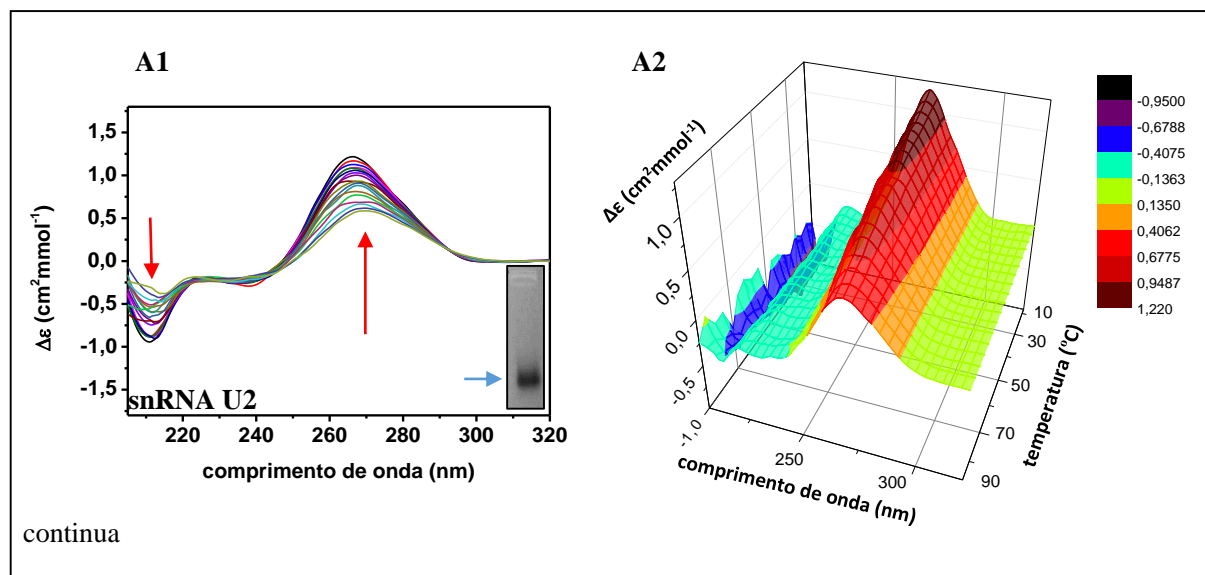 A1
1,5
1,0
0,5
0,0
-0,5
-1,0
-1,5
Δε (cm²mmol⁻¹)
snRNA U2
220 240 260 280 300 320
comprimento de onda (nm)
A2
Δε (cm²mmol⁻¹)
1,0
0,5
0,0
-0,5
-1,0
250
300
comprimento de onda (nm)
10
30
50
70
90
temperatura (°C)
-0,9500
-0,6788
-0,4075
-0,1363
0,1350
0,4062
0,6775
0,9487
1,220
continua